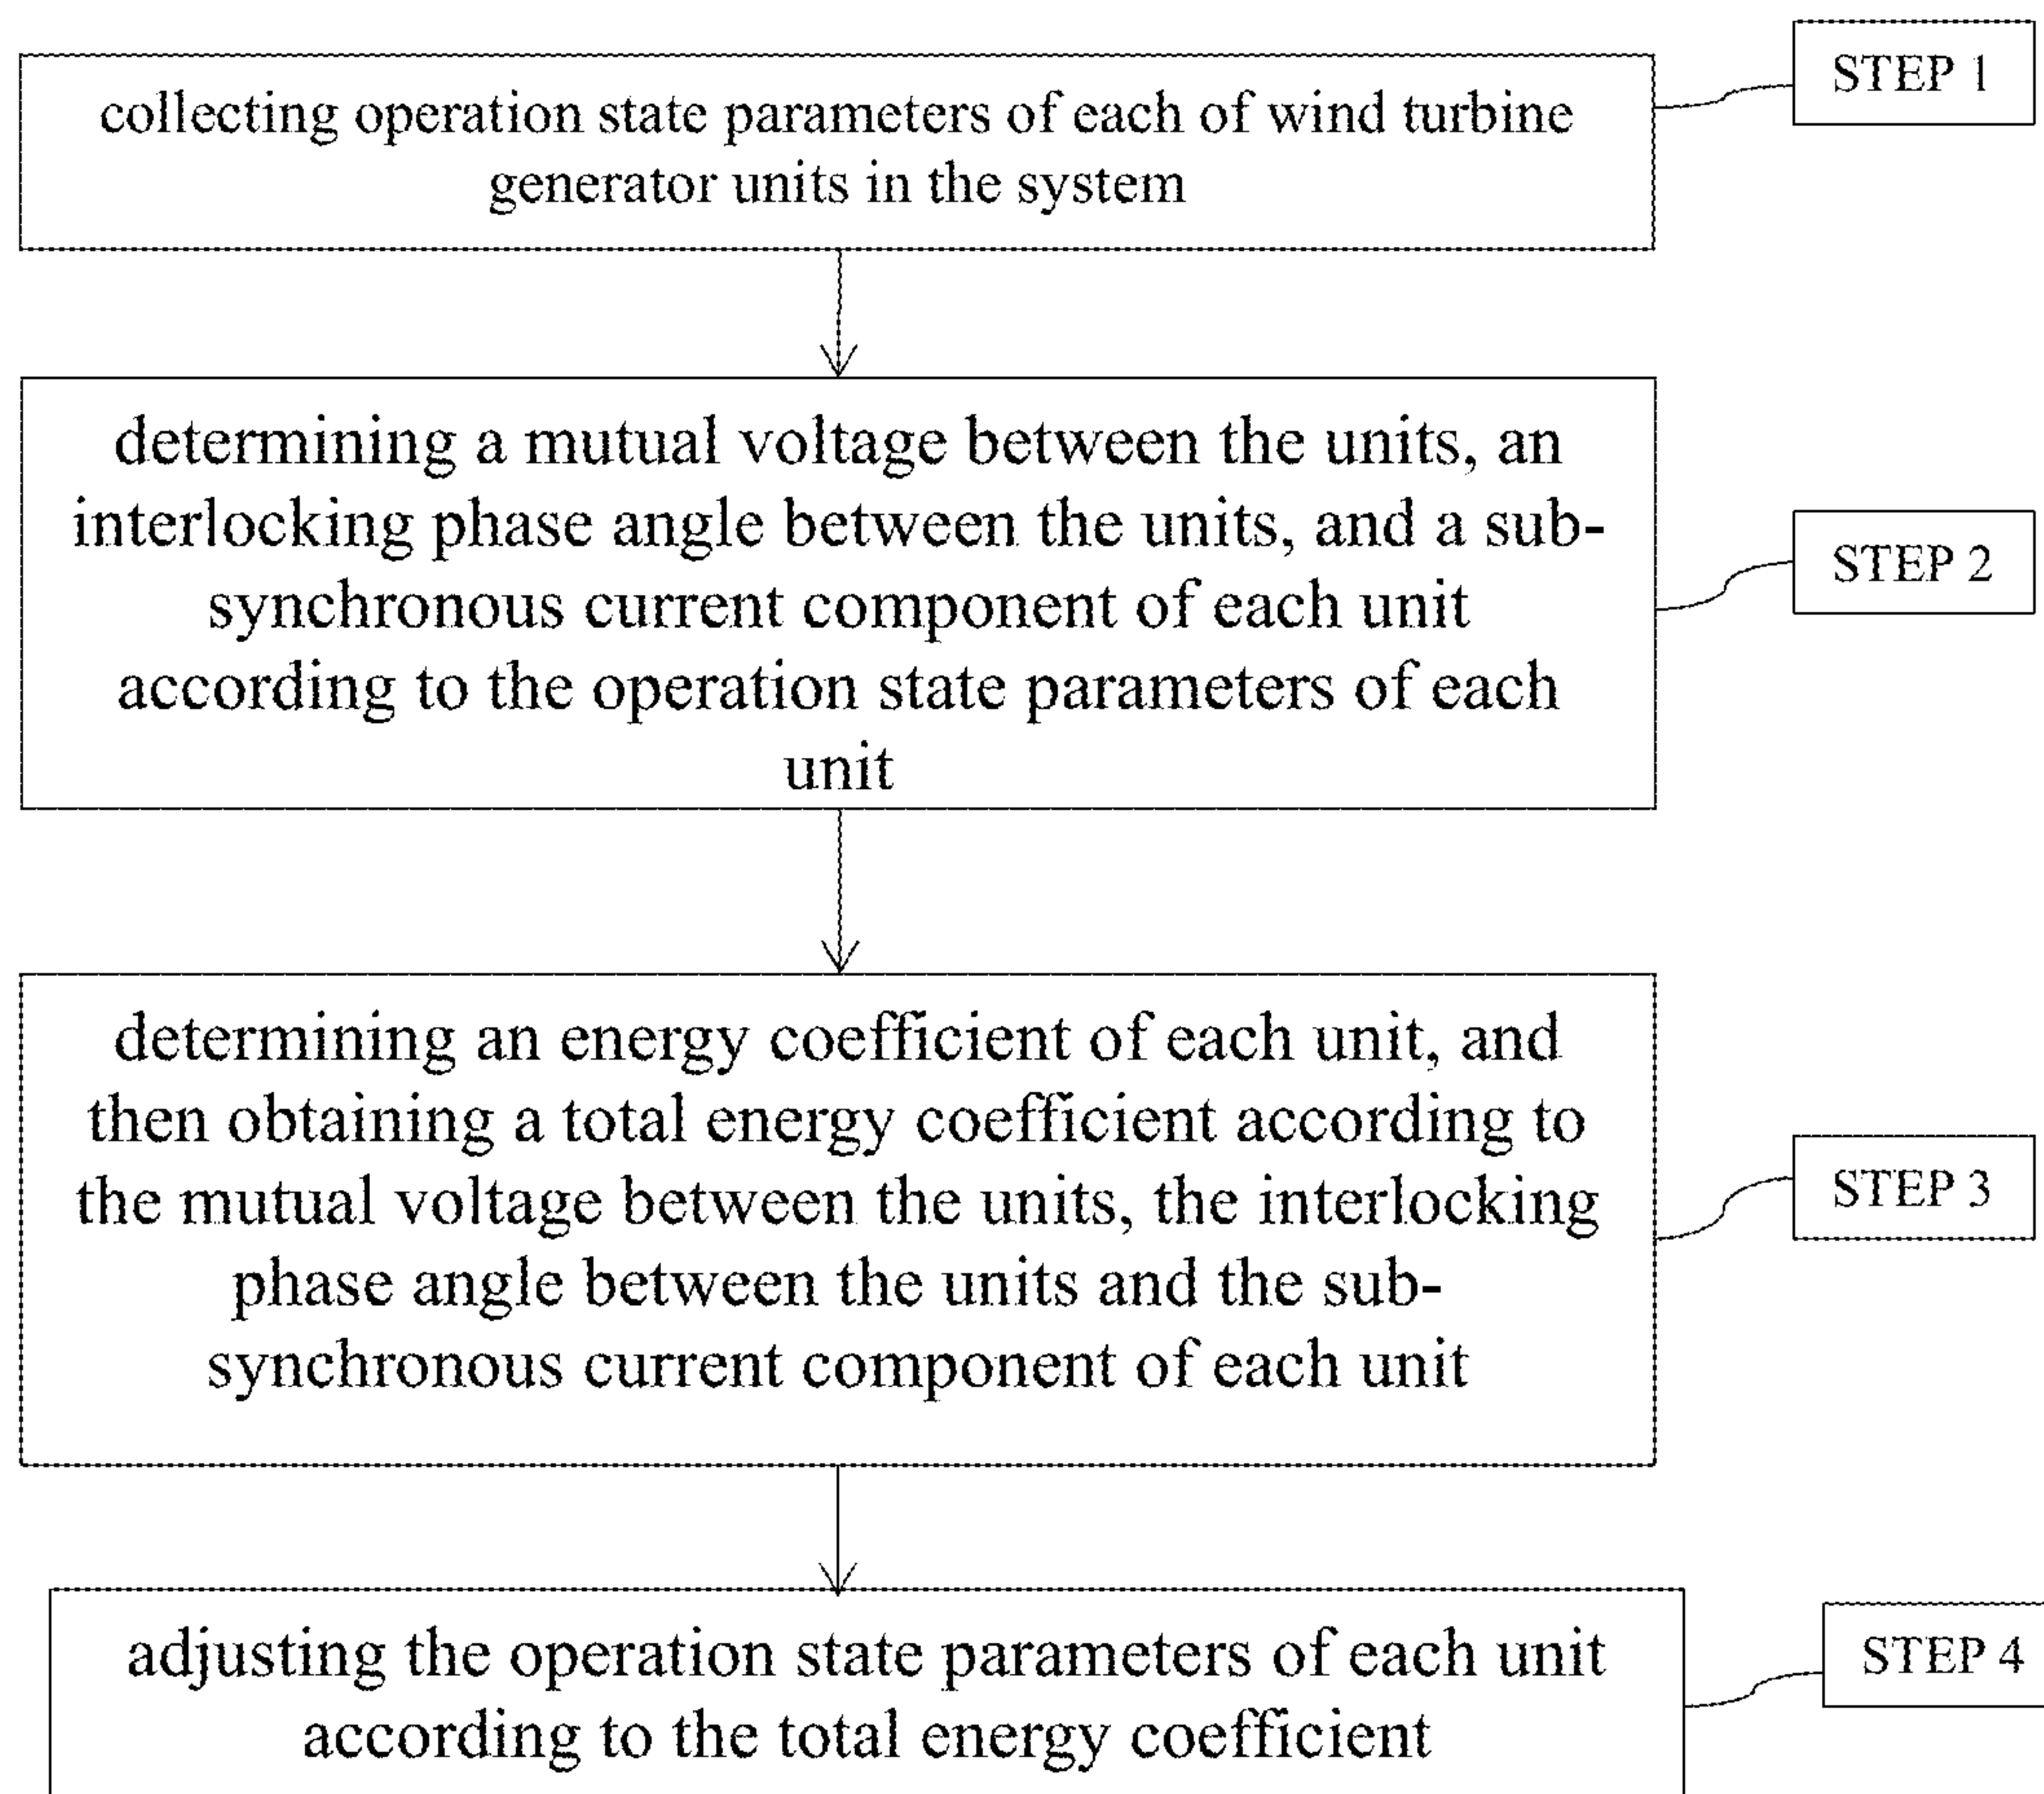 STEP 1
collecting operation state parameters of each of wind turbine
generator units in the system
determining a mutual voltage between the units, an
interlocking phase angle between the units, and a sub-
synchronous current component of each unit
according to the operation state parameters of each
unit
STEP 2
determining an energy coefficient of each unit, and
then obtaining a total energy coefficient according to
the mutual voltage between the units, the interlocking
phase angle between the units and the sub-
synchronous current component of each unit
STEP 3
adjusting the operation state parameters of each unit
according to the total energy coefficient
STEP 4